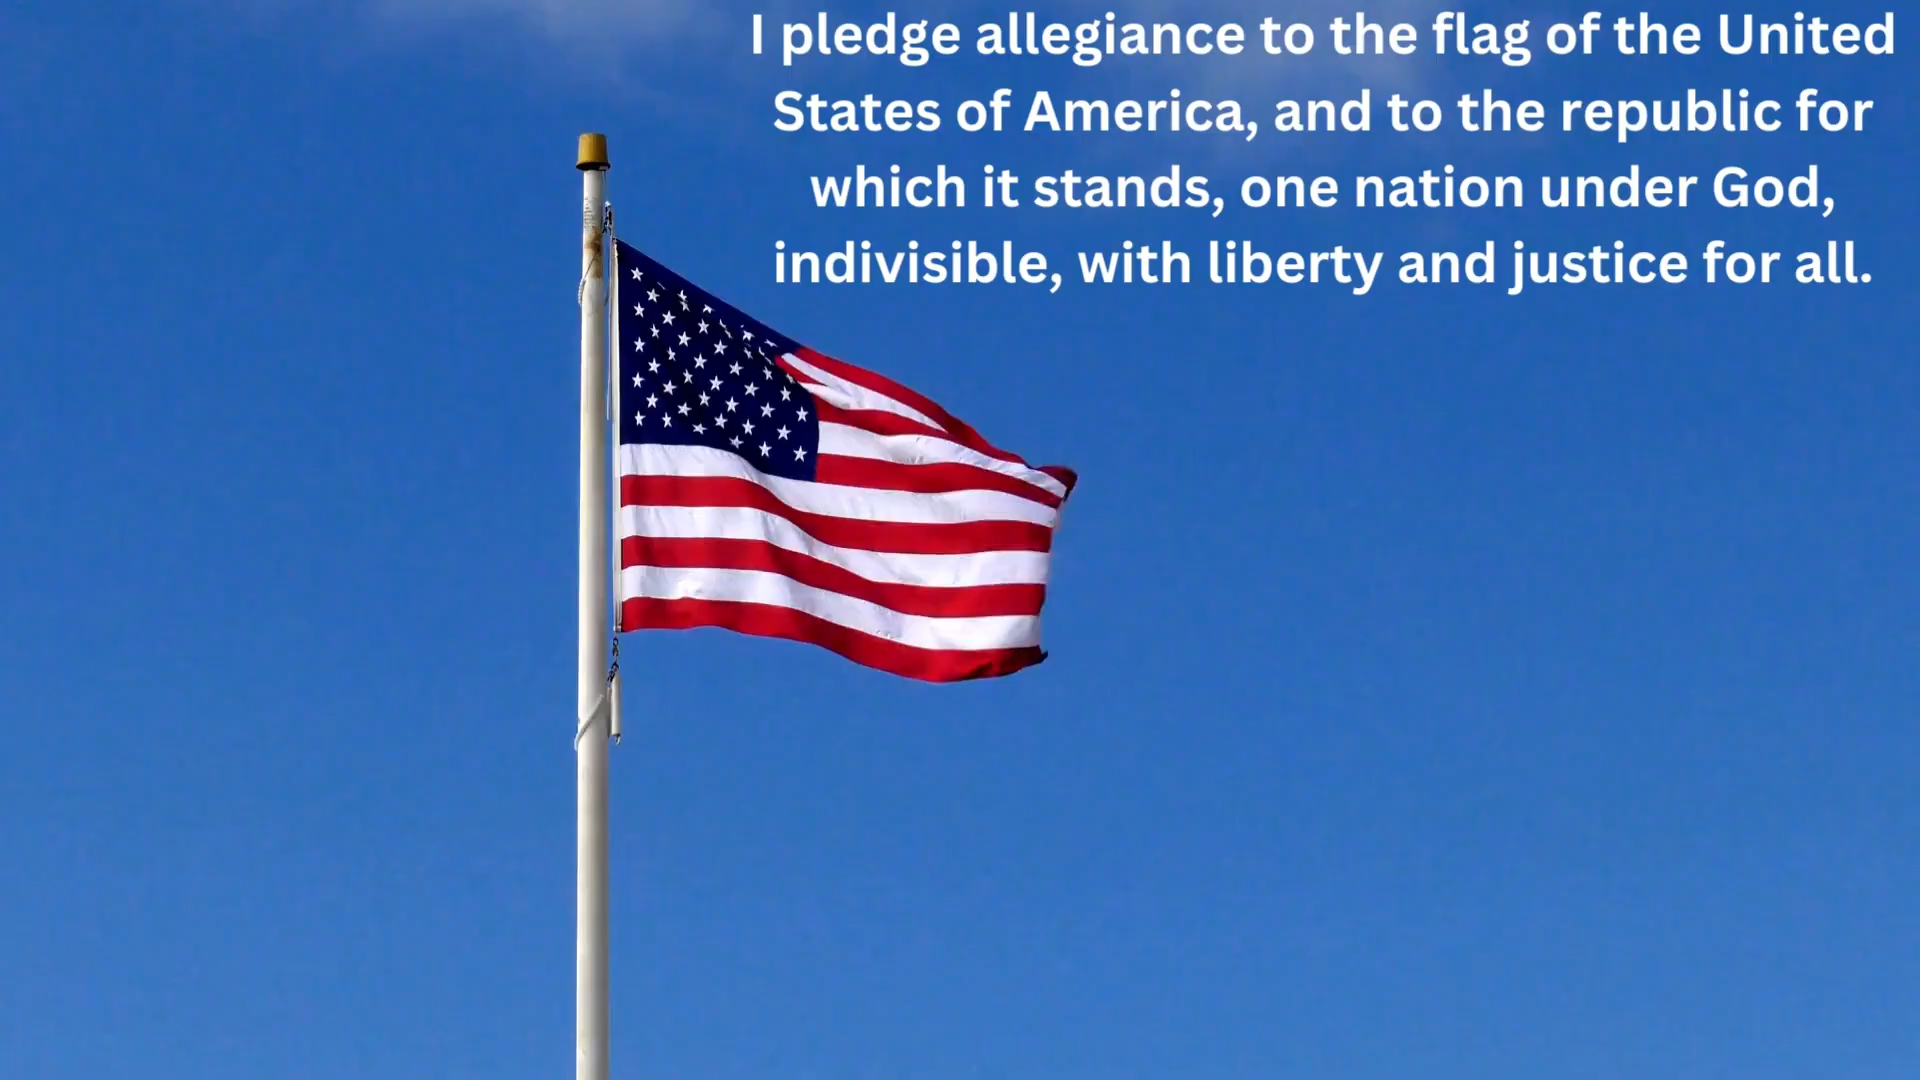 I pledge allegiance to the flag of the United
States of America, and to the republic for
which it stands, one nation under God,
indivisible, with liberty and justice for all.